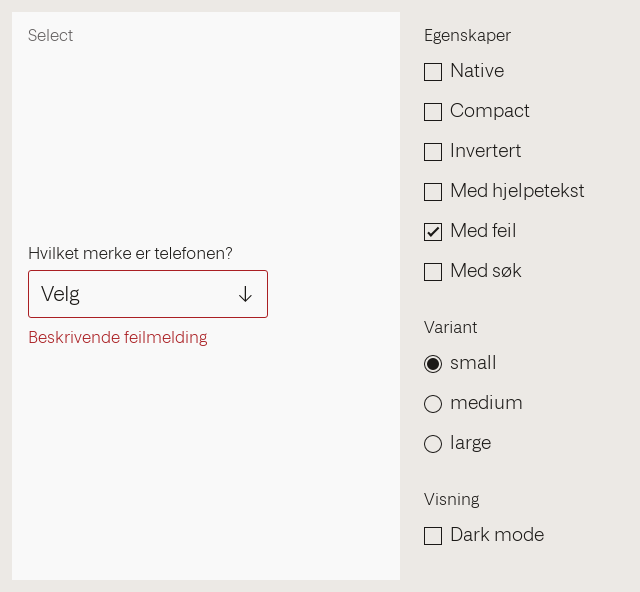 Select
Hvilket merke er telefonen?
Velg
Beskrivende feilmelding
Egenskaper
Native
Compact
Invertert
Med hjelpetekst
Med feil
Med søk
Variant
small
medium
large
Visning
Dark mode